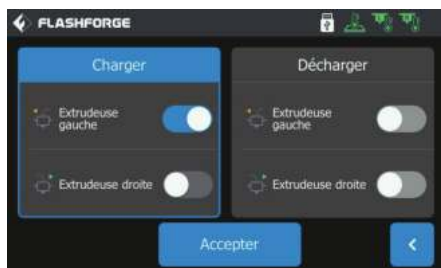 FLASHFORGE
Charger
Extrudeuse
gauche
Extrudeuse droite
Décharger
Extrudeuse
gauche
Extrudeuse droite
Accepter